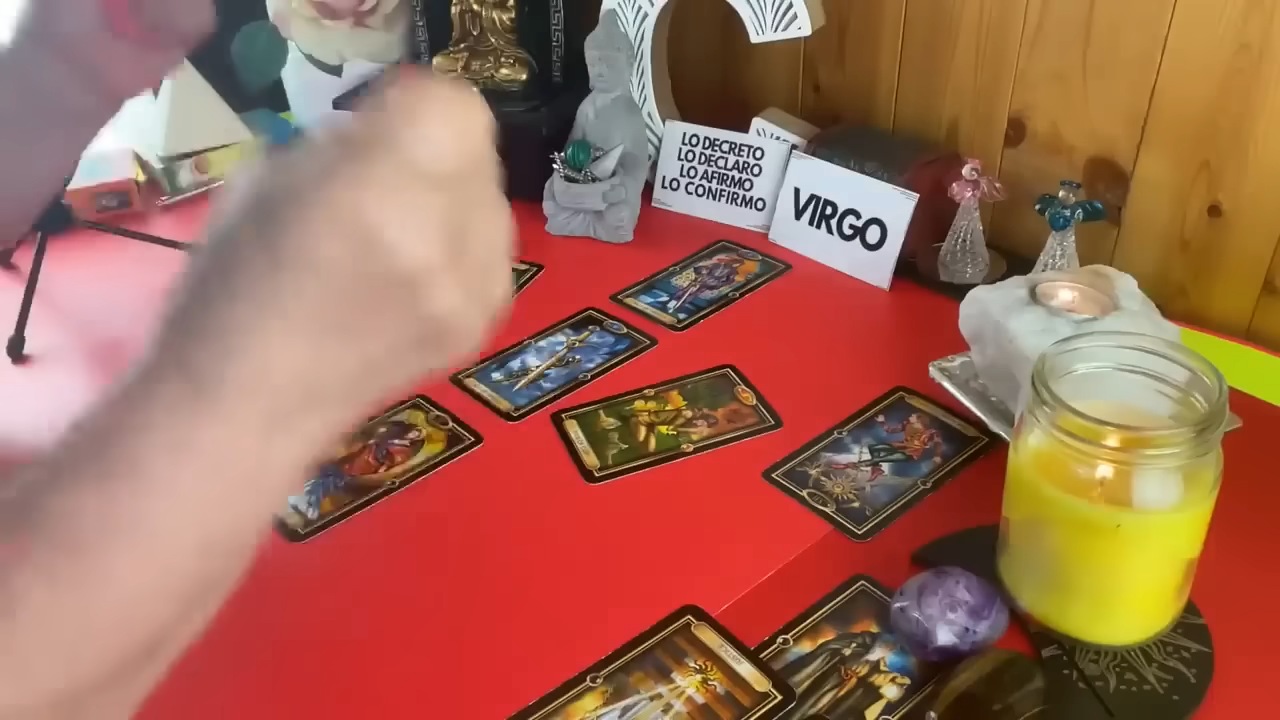 LO DECRETO
LO DECLARO
LO AFIRMO
LO CONFIRMO
VIRGO